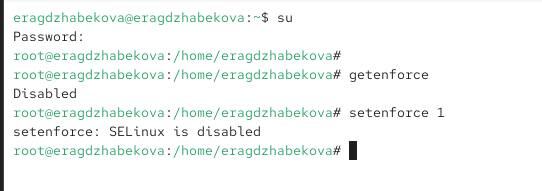 eragdzhabekova@eragdzhabekova:~$ su
Password:
root@eragdzhabekova:/home/eragdzhabekova#
root@eragdzhabekova:/home/eragdzhabekova# getenforce
Disabled
root@eragdzhabekova:/home/eragdzhabekova# setenforce 1
setenforce: SELinux is disabled
root@eragdzhabekova:/home/eragdzhabekova#